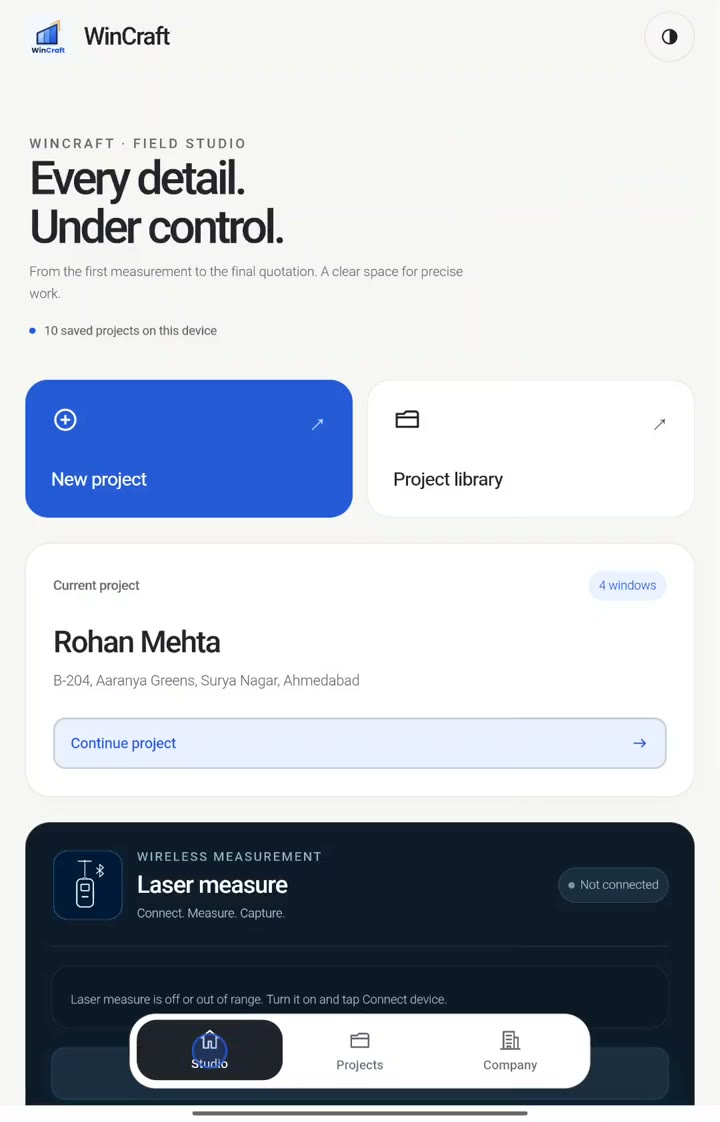 WinCraft
WinCraft
WINCRAFT · FIELD STUDIO
Every detail.
Under control.
From the first measurement to the final quotation. A clear space for precise
work.
10 saved projects on this device
New project
Project library
Current project
4 windows
Rohan Mehta
B-204, Aaranya Greens, Surya Nagar, Ahmedabad
Continue project
WIRELESS MEASUREMENT
Laser measure
Not connected
Connect. Measure. Capture.
Laser measure is off or out of range. Turn it on and tap Connect device.
Studio
Projects
Company